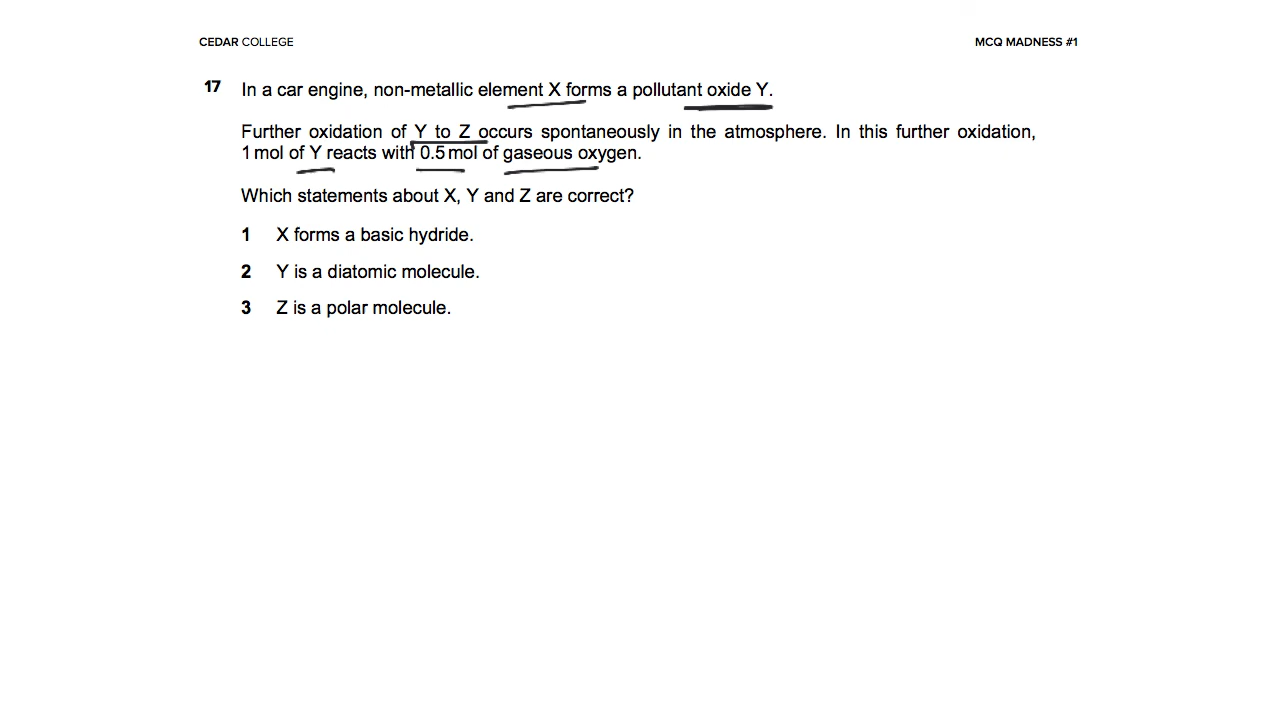 CEDAR COLLEGE
MCQ MADNESS #1
17 In a car engine, non-metallic element X forms a pollutant oxide Y.
Further oxidation of Y to Z occurs spontaneously in the atmosphere. In this further oxidation,
1 mol of Y reacts with 0.5 mol of gaseous oxygen.
Which statements about X, Y and Z are correct?
1 X forms a basic hydride.
2 Y is a diatomic molecule.
3 Z is a polar molecule.